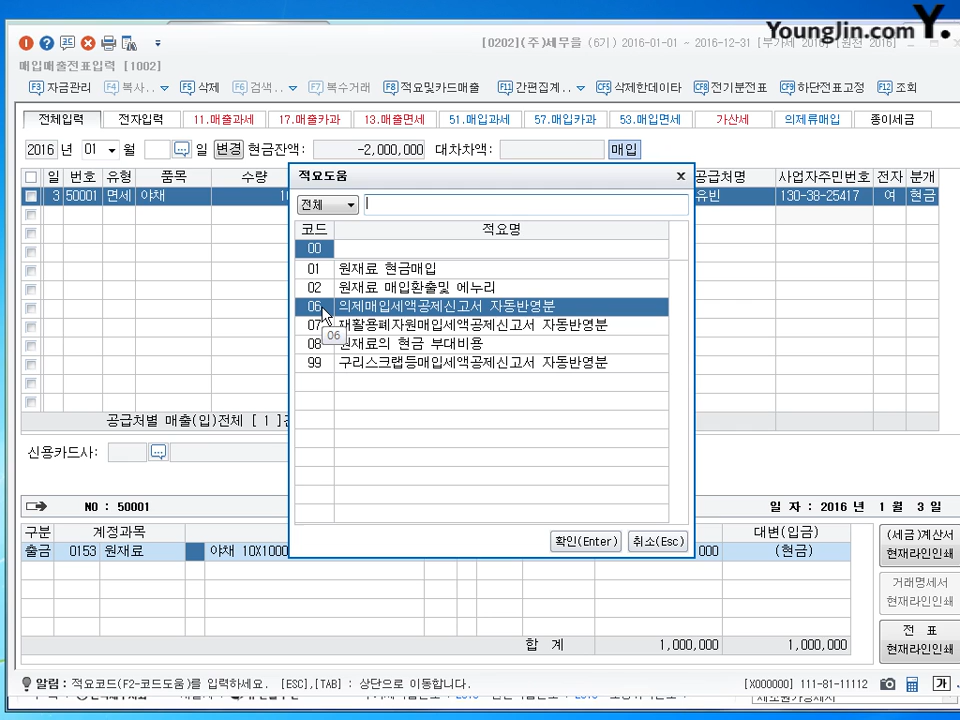 YoungJin.com Y.
[0202](주)세무을 (6기) 2016-01-01 ~ 2016-12-31 [부가세 2016] [원천 2016]
매입매출전표입력 [1002]
F3 자금관리 F4 복사.. F5 삭제 F6 검색.. F7 복수거래 F8 적요및카드매출 F11 간편집계.. CF5 삭제한데이타 CF8 전기분전표 CF9 하단전표고정 F12 조회
전체입력 전자입력 11.매출과세 17.매출카과 13.매출면세 51.매입과세 57.매입카과 53.매입면세 가산세 의제류매입 종이세금
2016 년 01 월 일 변경 현금잔액: -2,000,000 대차차액: 매입
일 번호 유형 품목 수량 공급처명 사업자주민번호 전자 분개
3 50001 면세 야채 유빈 130-38-25417 여 현금
적요도움
전체
코드 적요명
00
01 원재료 현금매입
02 원재료 매입환출및 에누리
06 의제매입세액공제신고서 자동반영분
07 재활용폐자원매입세액공제신고서 자동반영분
06
08 원재료의 현금 부대비용
99 구리스크랩등매입세액공제신고서 자동반영분
확인(Enter) 취소(Esc)
공급처별 매출(입)전체 [ 1 ]
신용카드사:
NO : 50001 일 자 : 2016 년 1 월 3 일
구분 계정과목 대변(입금)
출금 0153 원재료 야채 10X1000 000 (현금)
합 계 1,000,000 1,000,000
(세금)계산서
현재라인인쇄
거래명세서
현재라인인쇄
전 표
현재라인인쇄
알림 : 적요코드(F2-코드도움)를 입력하세요. [ESC],[TAB] : 상단으로 이동합니다. [X000000] 111-81-11112 가